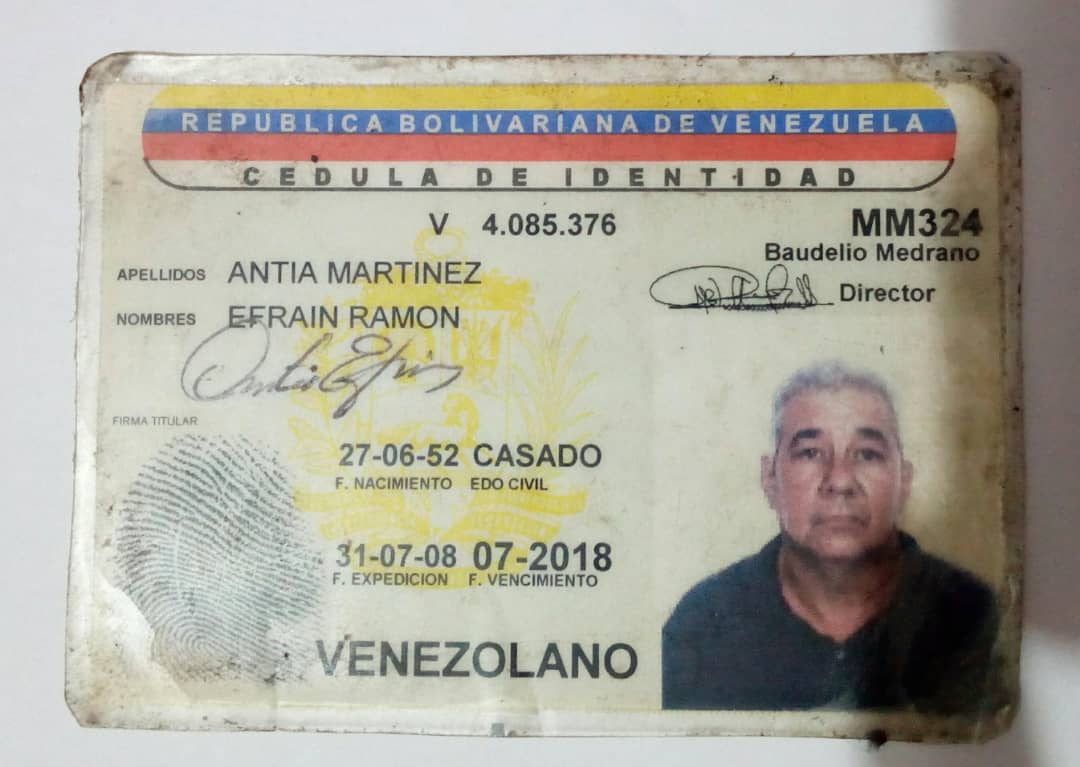 REPUBLICA BOLIVARIANA DE VENEZUELA
CEDULA DE IDENTIDAD
V 4.085.376
MM324
Baudelio Medrano
Director
APELLIDOS ANTIA MARTINEZ
NOMBRES EFRAIN RAMON
FIRMA TITULAR
27-06-52 CASADO
F. NACIMIENTO EDO CIVIL
31-07-08 07-2018
F. EXPEDICION F. VENCIMIENTO
VENEZOLANO